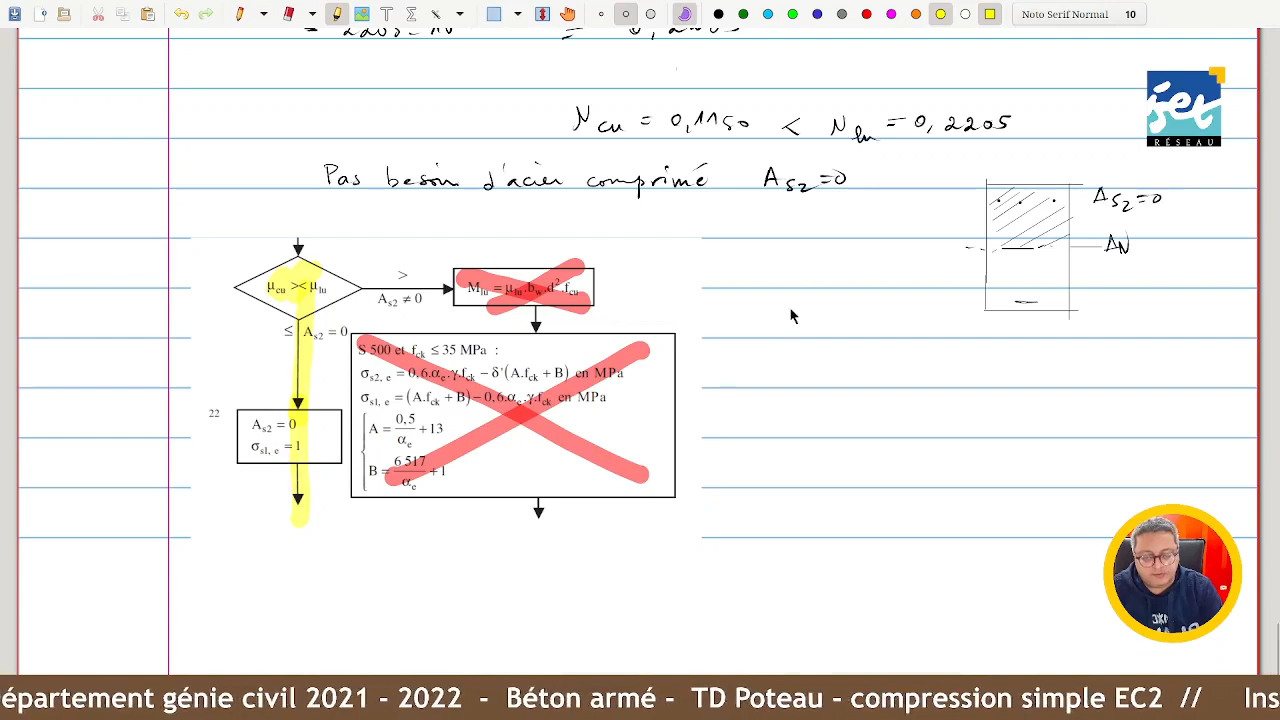 Noto Serif Normal 10
iset
RÉSEAU
μcu = 0,1150 < μlu = 0,2205
Pas besoin d'acier comprimé As2=0
As2=0
AN
μcu >< μlu
>
As2 ≠ 0
Mlu = μlu.bw.d².fcu
≤ As2 = 0
S 500 et fck ≤ 35 MPa :
σs2, e = 0,6.αe.γ.fck − δ'(A.fck + B) en MPa
σs1, e = (A.fck + B) − 0,6.αe.γ.fck en MPa
A = 0,5/αe + 13
B = 6 517/αe + 1
22
As2 = 0
σs1, e = 1
épartement génie civil 2021 - 2022 - Béton armé - TD Poteau - compression simple EC2 // Ins